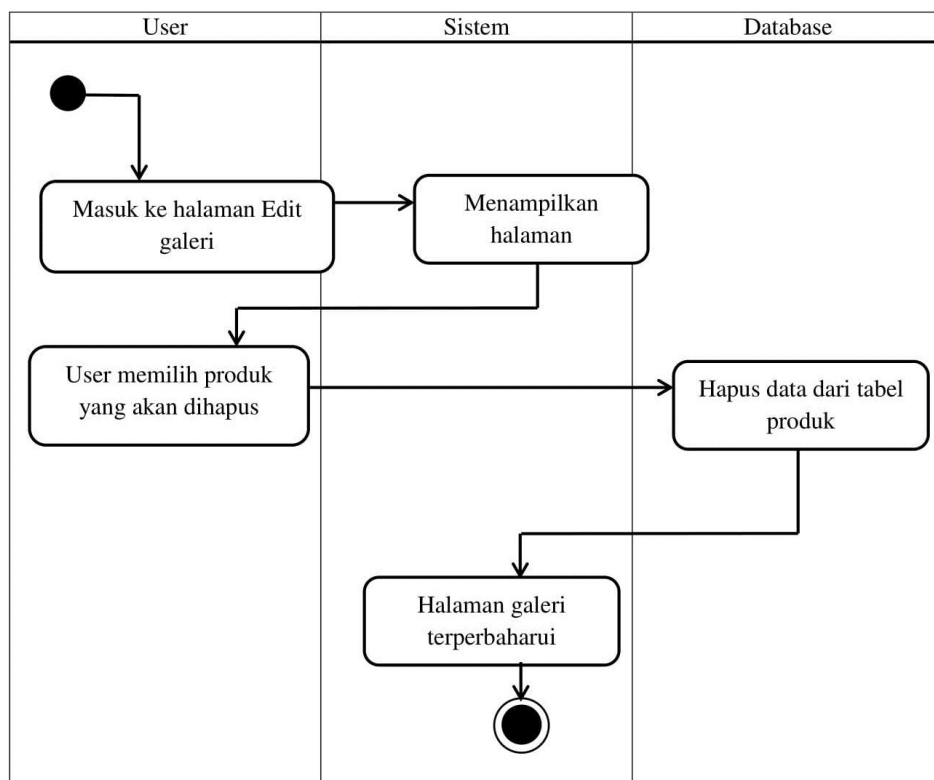 User
Sistem
Database
Masuk ke halaman Edit
galeri
Menampilkan
halaman
User memilih produk
yang akan dihapus
Hapus data dari tabel
produk
Halaman galeri
terperbaharui